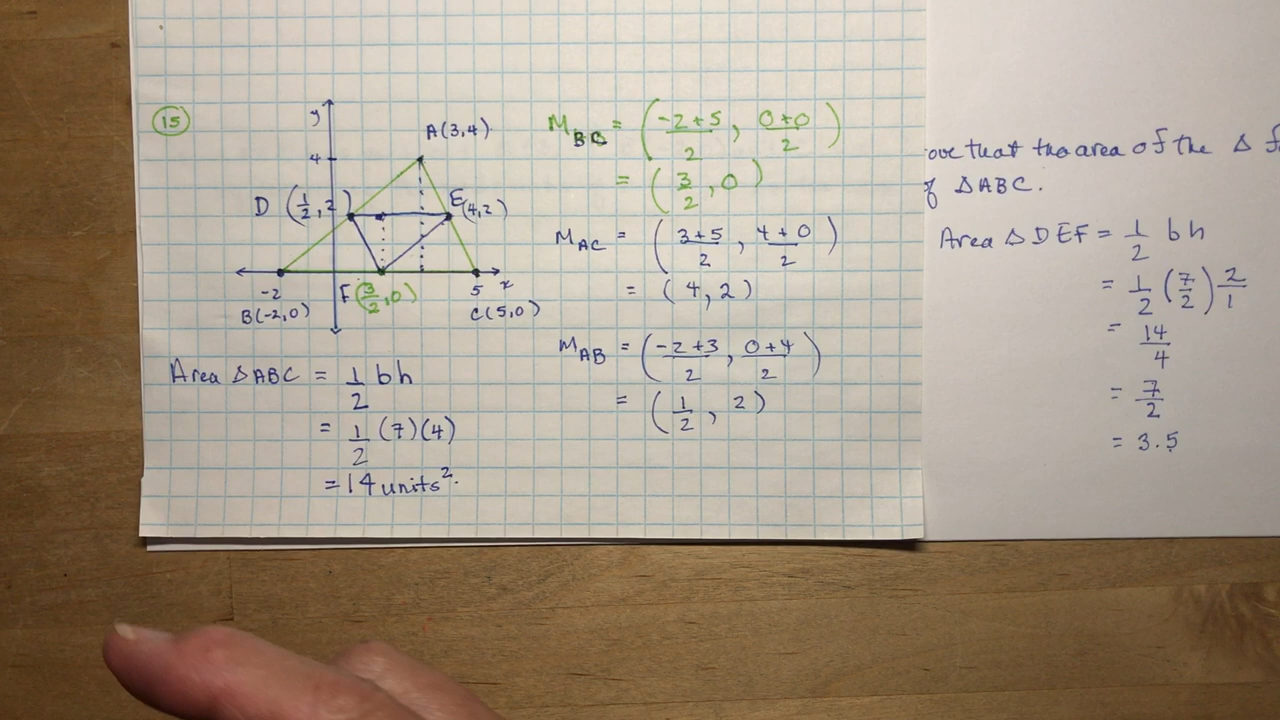 15
y
A(3,4)
4
D (1/2, 2)
E(4,2)
-2
F(3/2,0)
5 x
B(-2,0)
C(5,0)
Area △ABC = 1/2 bh
= 1/2 (7)(4)
= 14 units².
M_BC = (-2+5/2, 0+0/2)
= (3/2, 0)
M_AC = (3+5/2, 4+0/2)
= (4,2)
M_AB = (-2+3/2, 0+4/2)
= (1/2, 2)
that the area of the △
of △ABC.
Area △DEF = 1/2 bh
= 1/2 (7/2) 2/1
= 14/4
= 7/2
= 3.5